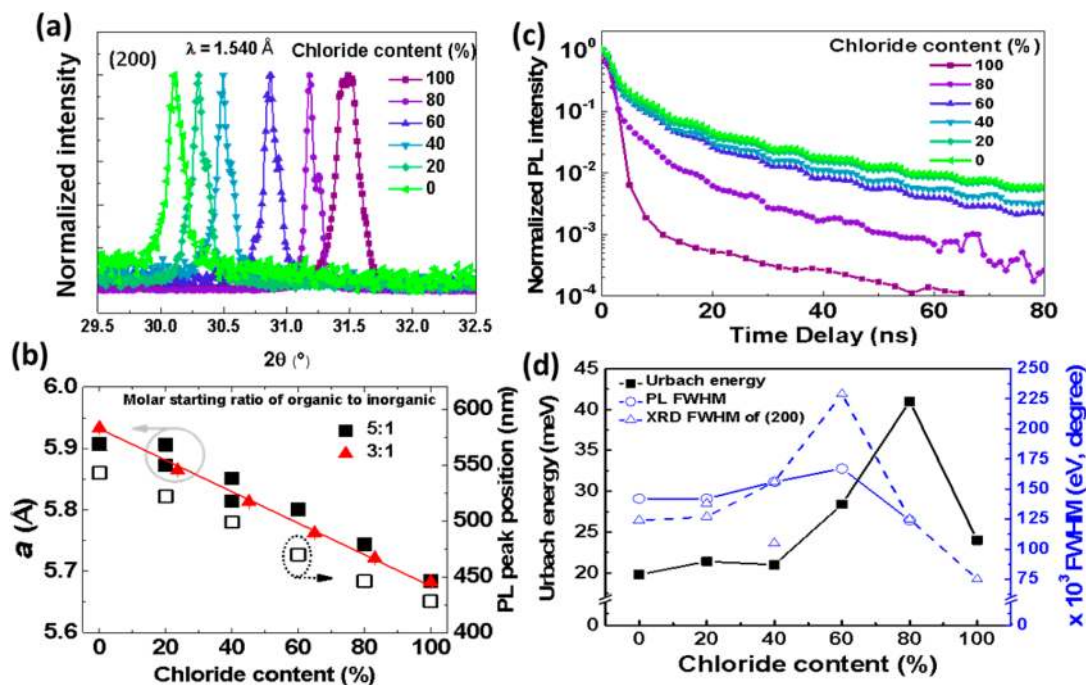 (a)
(200)
λ = 1.540 Å
Chloride content (%)
100
80
60
40
20
0
Normalized intensity
29.5 30.0 30.5 31.0 31.5 32.0 32.5
2θ (°)
(c)
Chloride content (%)
100
80
60
40
20
0
Normalized PL intensity
10⁰
10⁻¹
10⁻²
10⁻³
10⁻⁴
0 20 40 60 80
Time Delay (ns)
(b)
Molar starting ratio of organic to inorganic
5:1
3:1
a (Å)
6.0
5.9
5.8
5.7
5.6
PL peak position (nm)
600
550
500
450
400
0 20 40 60 80 100
Chloride content (%)
(d)
Urbach energy
PL FWHM
XRD FWHM of (200)
Urbach energy (meV)
45
40
35
30
25
20
0
250
225
200
175
150
125
100
75
0
x 10³ FWHM (eV, degree)
0 20 40 60 80 100
Chloride content (%)